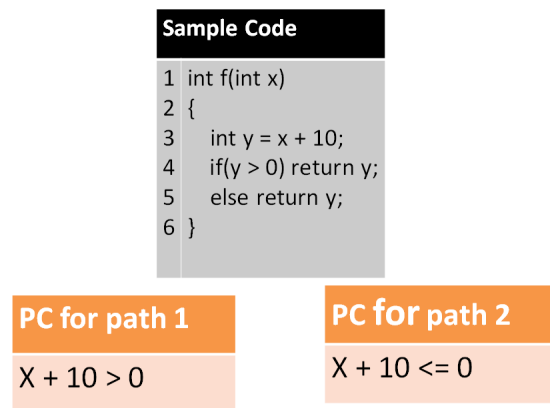 Sample Code
1 int f(int x)
2 {
3 int y = x + 10;
4 if(y > 0) return y;
5 else return y;
6 }
PC for path 1
X + 10 > 0
PC for path 2
X + 10 <= 0